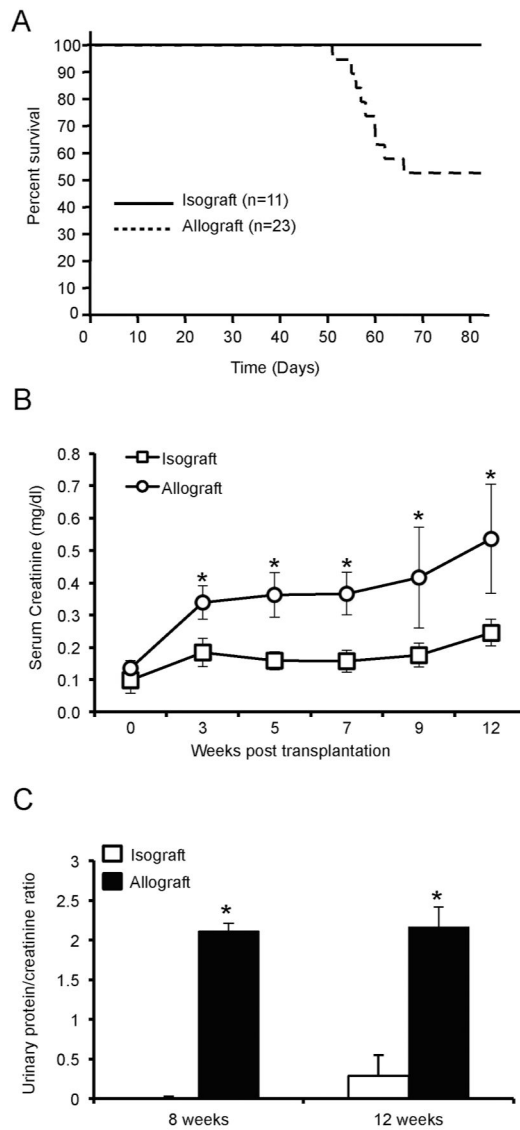 A
100
90
80
70
60
50
40
30
20
10
0
Percent survival
Isograft (n=11)
Allograft (n=23)
0 10 20 30 40 50 60 70 80
Time (Days)
B
0.8
0.7
0.6
0.5
0.4
0.3
0.2
0.1
0.0
Serum Creatinine (mg/dl)
Isograft
Allograft
* * * * *
0 3 5 7 9 12
Weeks post transplantation
C
3
2.5
2
1.5
1
0.5
0
Urinary protein/creatinine ratio
Isograft
Allograft
* *
8 weeks 12 weeks